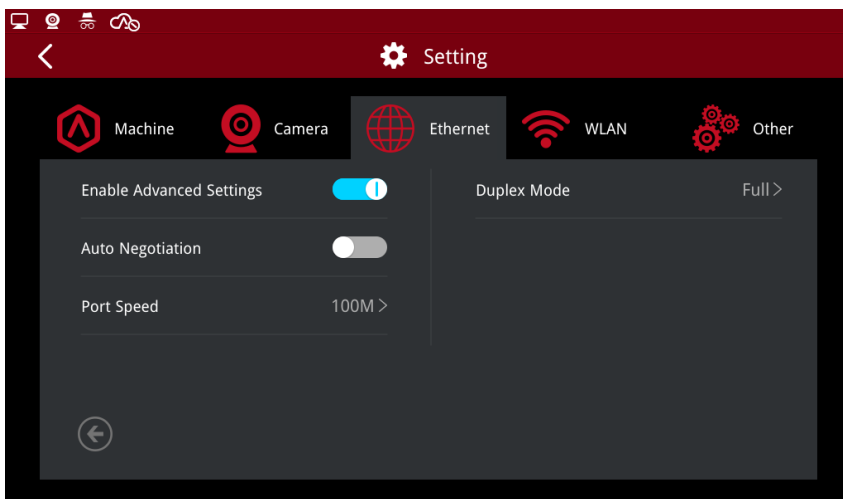 Setting
Machine
Camera
Ethernet
WLAN
Other
Enable Advanced Settings
Duplex Mode
Full
Auto Negotiation
Port Speed
100M